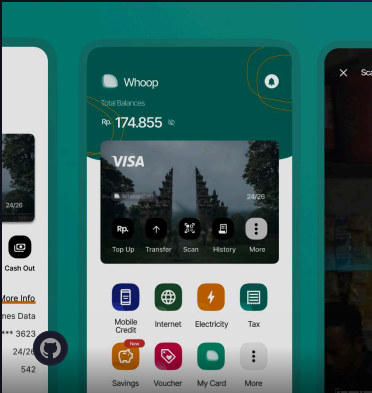 Whoop
Total Balances
Rp. 174.855
VISA
Whoop
24/26
Rp.
Top Up
Transfer
Scan
History
More
Mobile
Credit
Internet
Electricity
Tax
New
Savings
Voucher
My Card
More
24/26
Cash Out
More Info
nes Data
*** 3623
24/26
542
Sca